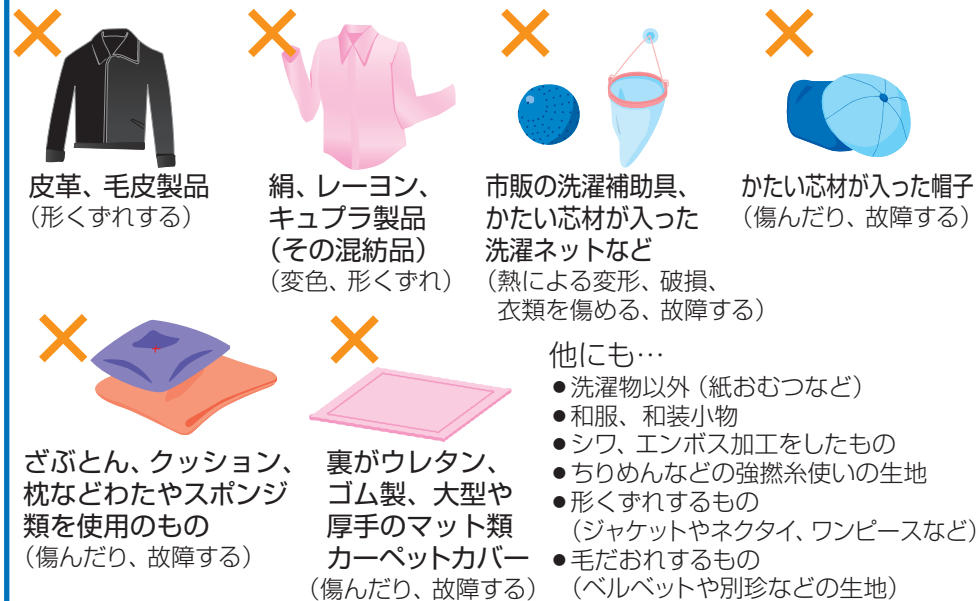 皮革、毛皮製品
（形くずれする）
絹、レーヨン、
キュプラ製品
（その混紡品）
（変色、形くずれ）
市販の洗濯補助具、
かたい芯材が入った
洗濯ネットなど
（熱による変形、破損、
衣類を傷める、故障する）
かたい芯材が入った帽子
（傷んだり、故障する）
ざぶとん、クッション、
枕などわたやスポンジ
類を使用のもの
（傷んだり、故障する）
裏がウレタン、
ゴム製、大型や
厚手のマット類
カーペットカバー
（傷んだり、故障する）
他にも…
●洗濯物以外（紙おむつなど）
●和服、和装小物
●シワ、エンボス加工をしたもの
●ちりめんなどの強撚糸使いの生地
●形くずれするもの
（ジャケットやネクタイ、ワンピースなど）
●毛だおれするもの
（ベルベットや別珍などの生地）